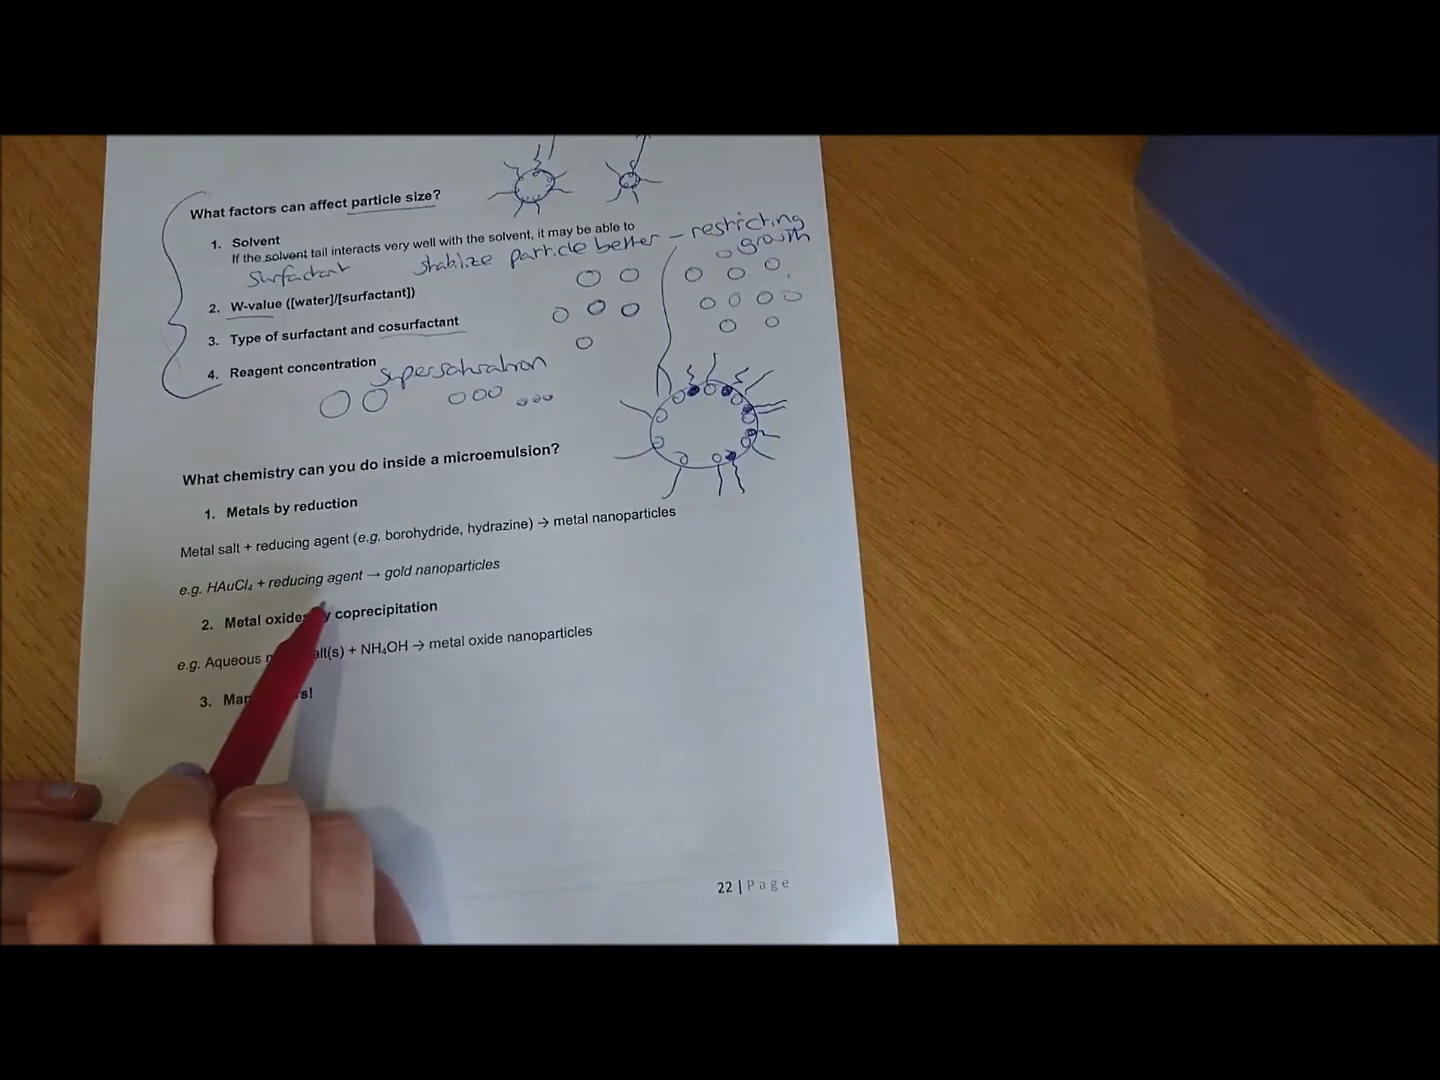 What factors can affect particle size?
1. Solvent
If the solvent tail interacts very well with the solvent, it may be able to
surfactant stabilize particle better - restricting growth
2. W-value ([water]/[surfactant])
3. Type of surfactant and cosurfactant
4. Reagent concentration
supersaturation
What chemistry can you do inside a microemulsion?
1. Metals by reduction
Metal salt + reducing agent (e.g. borohydride, hydrazine) → metal nanoparticles
e.g. HAuCl₄ + reducing agent → gold nanoparticles
2. Metal oxides coprecipitation
e.g. Aqueous + NH₄OH → metal oxide nanoparticles
3.
22 | Page